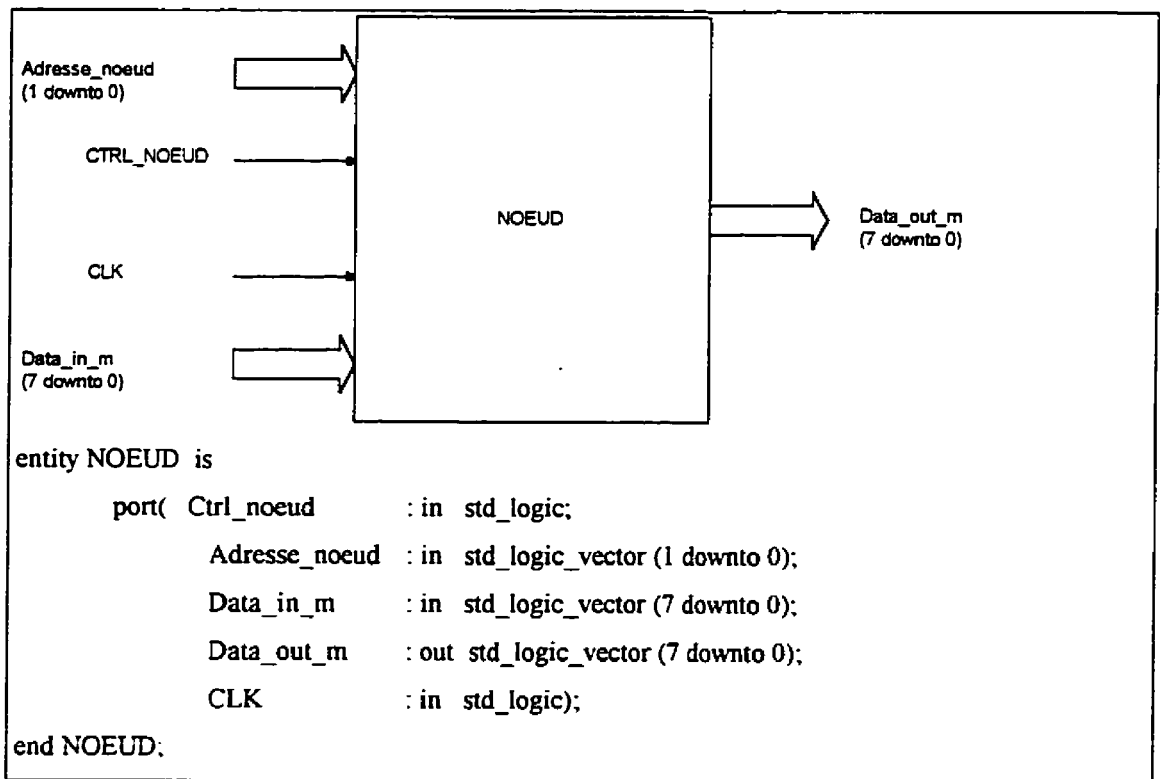 Adresse_noeud
(1 downto 0)
CTRL_NOEUD
NOEUD
Data_out_m
(7 downto 0)
CLK
Data_in_m
(7 downto 0)
entity NOEUD is
port( Ctrl_noeud : in std_logic;
Adresse_noeud : in std_logic_vector (1 downto 0);
Data_in_m : in std_logic_vector (7 downto 0);
Data_out_m : out std_logic_vector (7 downto 0);
CLK : in std_logic);
end NOEUD;